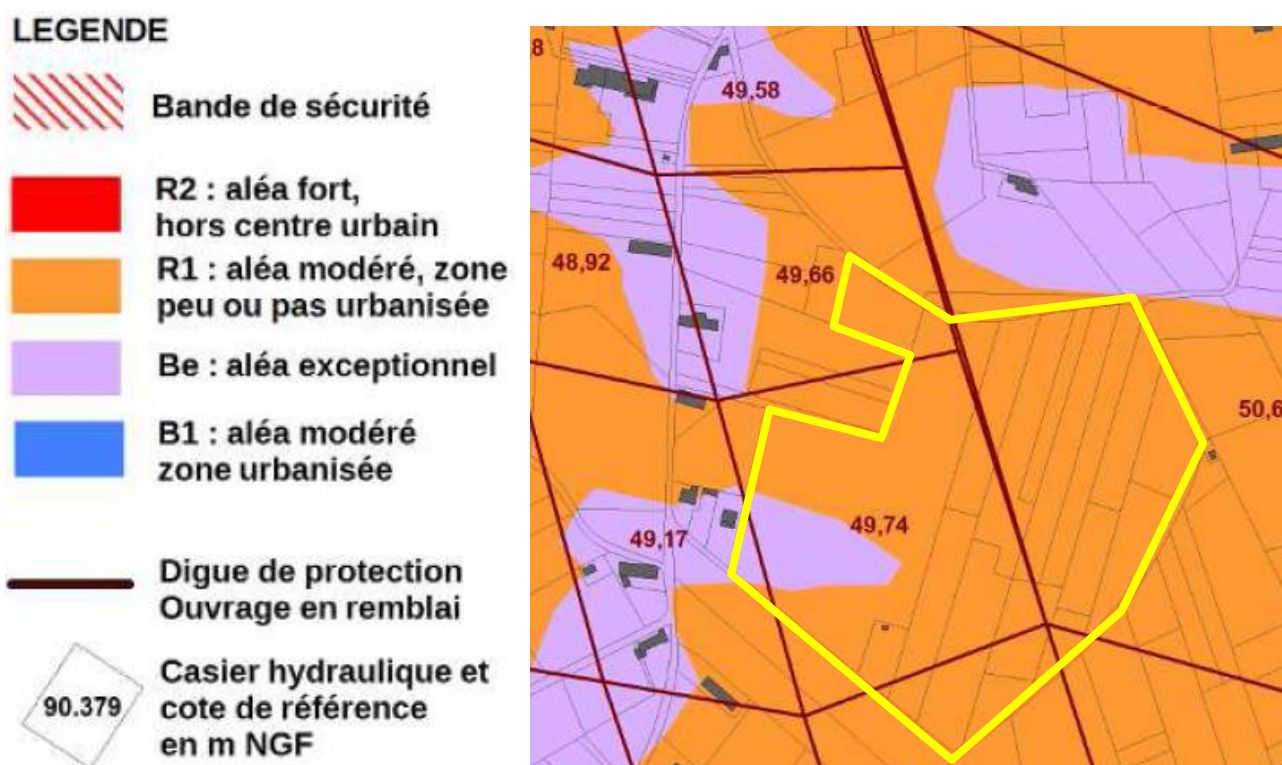 LEGENDE
Bande de sécurité
R2 : aléa fort,
hors centre urbain
R1 : aléa modéré, zone
peu ou pas urbanisée
Be : aléa exceptionnel
B1 : aléa modéré
zone urbanisée
Digue de protection
Ouvrage en remblai
90.379
Casier hydraulique et
cote de référence
en m NGF
8
49,58
48,92
49,66
50,6
49,74
49,17